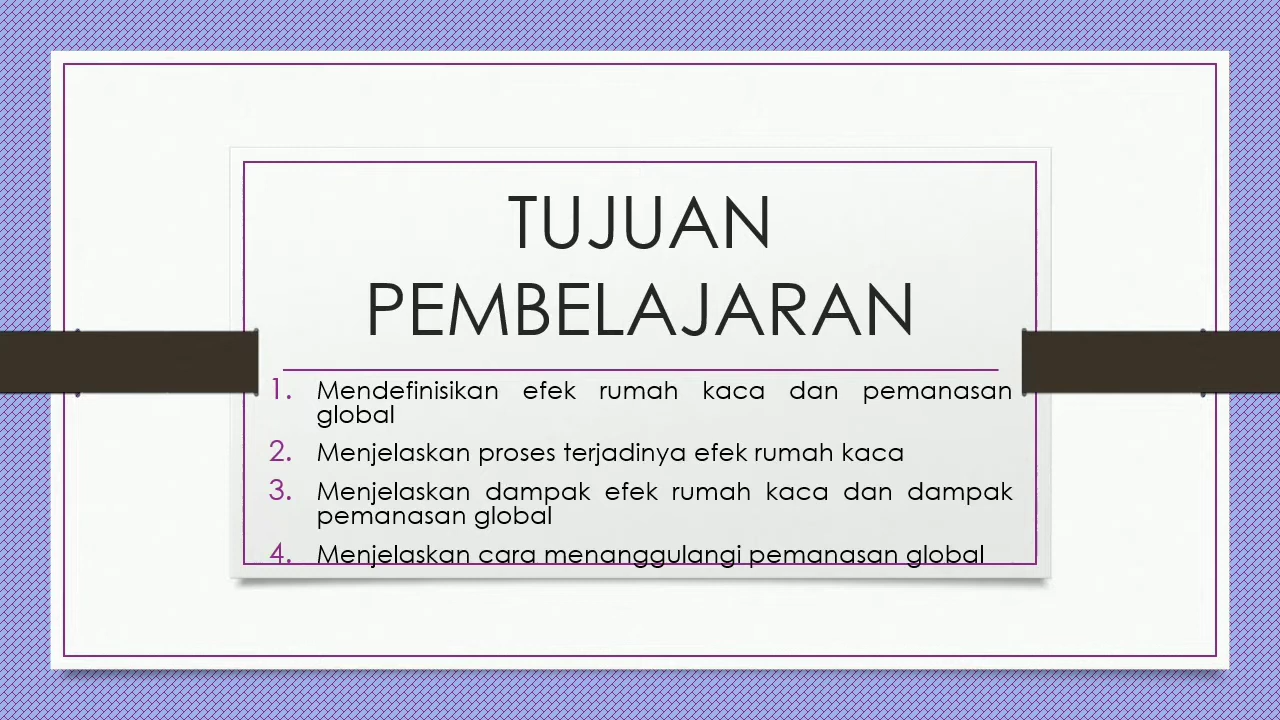 TUJUAN
PEMBELAJARAN
1. Mendefinisikan efek rumah kaca dan pemanasan
global
2. Menjelaskan proses terjadinya efek rumah kaca
3. Menjelaskan dampak efek rumah kaca dan dampak
pemanasan global
4. Menjelaskan cara menanggulangi pemanasan global